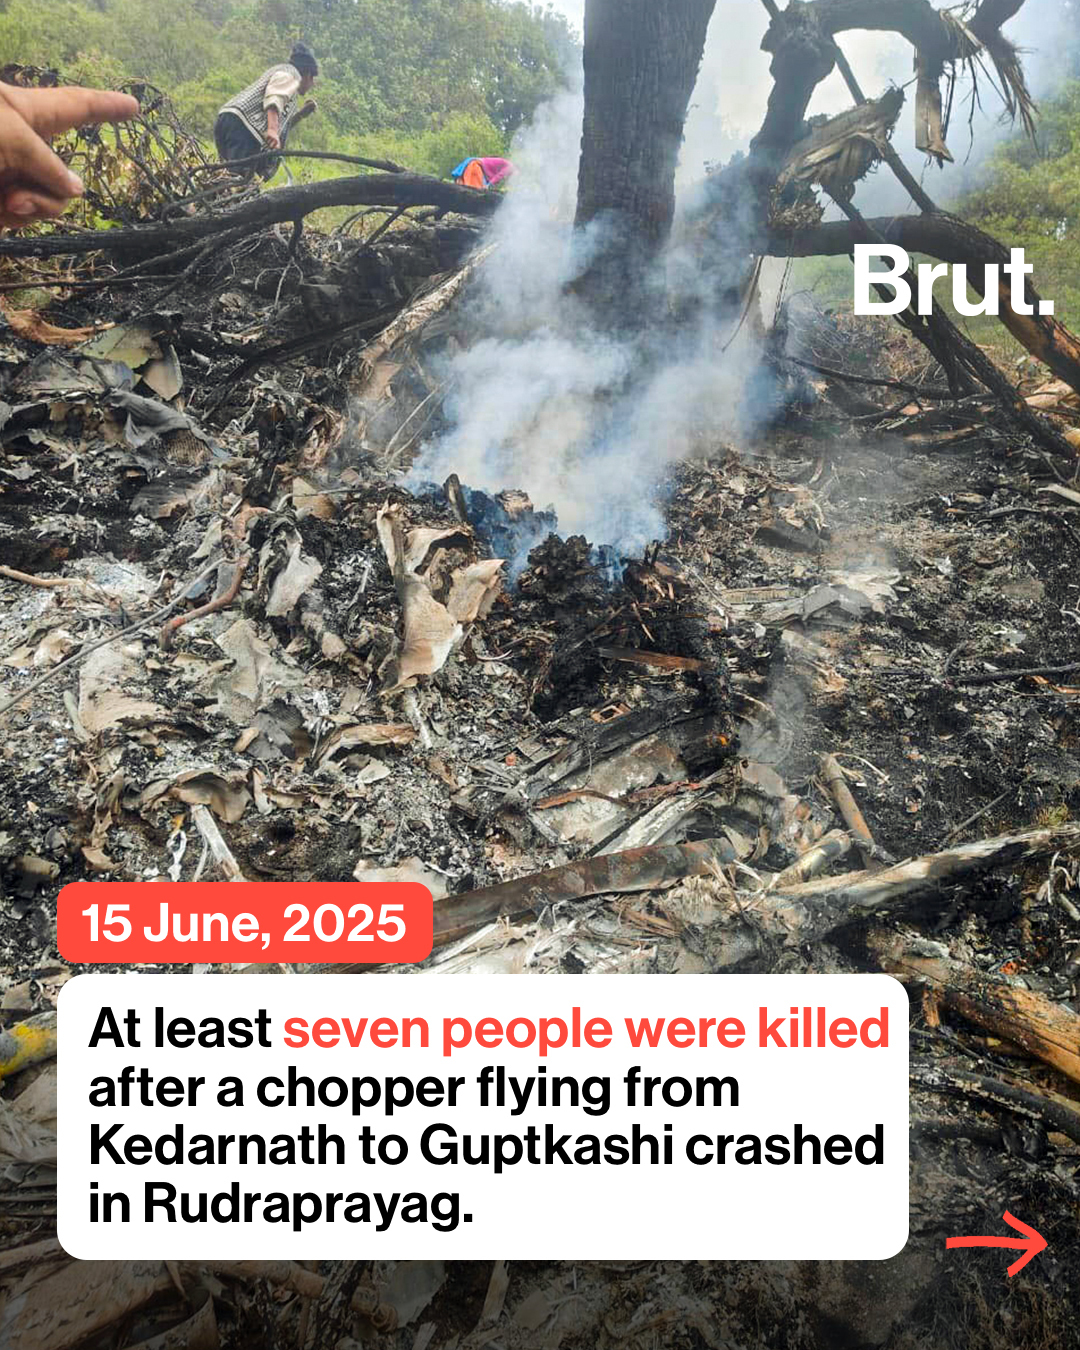 Brut.
15 June, 2025
At least seven people were killed
after a chopper flying from
Kedarnath to Guptkashi crashed
in Rudraprayag.